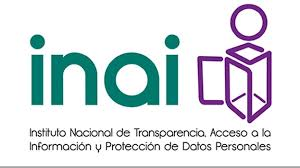 inai
Instituto Nacional de Transparencia, Acceso a la
Información y Protección de Datos Personales